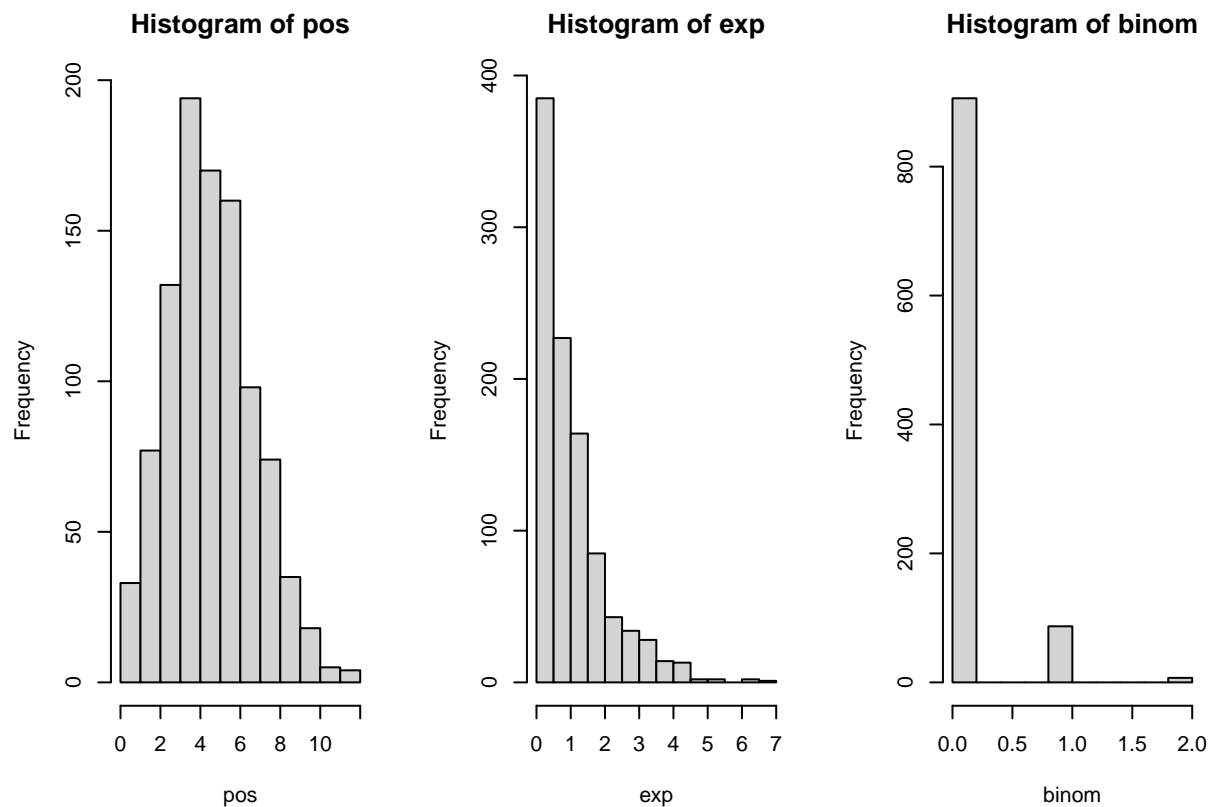 Histogram of pos
Frequency
0 50 100 150 200
0 2 4 6 8 10
pos
Histogram of exp
Frequency
0 100 200 300 400
0 1 2 3 4 5 6 7
exp
Histogram of binom
Frequency
0 200 400 600 800
0.0 0.5 1.0 1.5 2.0
binom